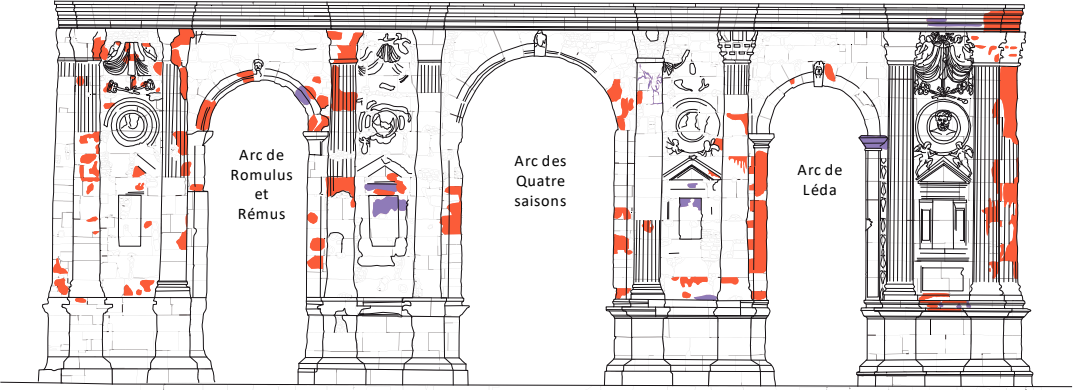 Arc de
Romulus
et
Rémus
Arc des
Quatre
saisons
Arc de
Léda